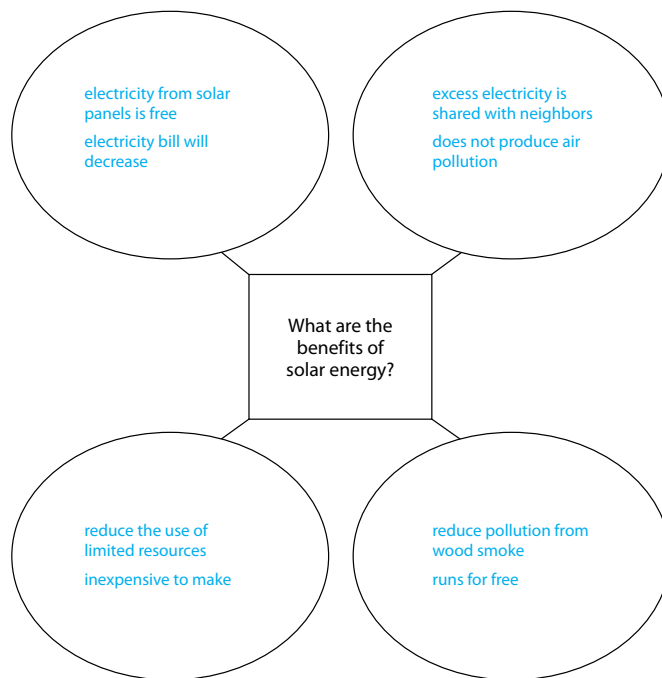 electricity from solar
panels is free
electricity bill will
decrease
excess electricity is
shared with neighbors
does not produce air
pollution
What are the
benefits of
solar energy?
reduce the use of
limited resources
inexpensive to make
reduce pollution from
wood smoke
runs for free